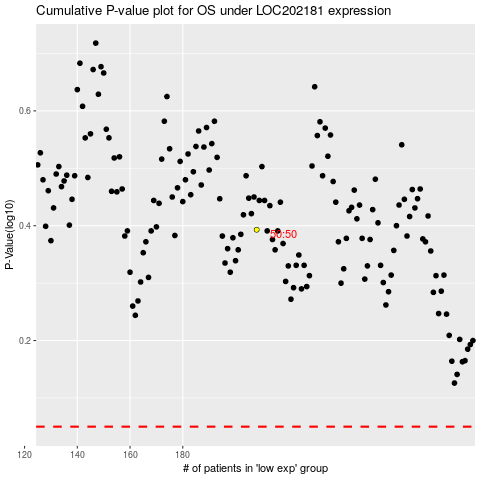 Cumulative P-value plot for OS under LOC202181 expression
P-Value(log10)
0.6
0.4
0.2
50:50
120 140 160 180
# of patients in 'low exp' group